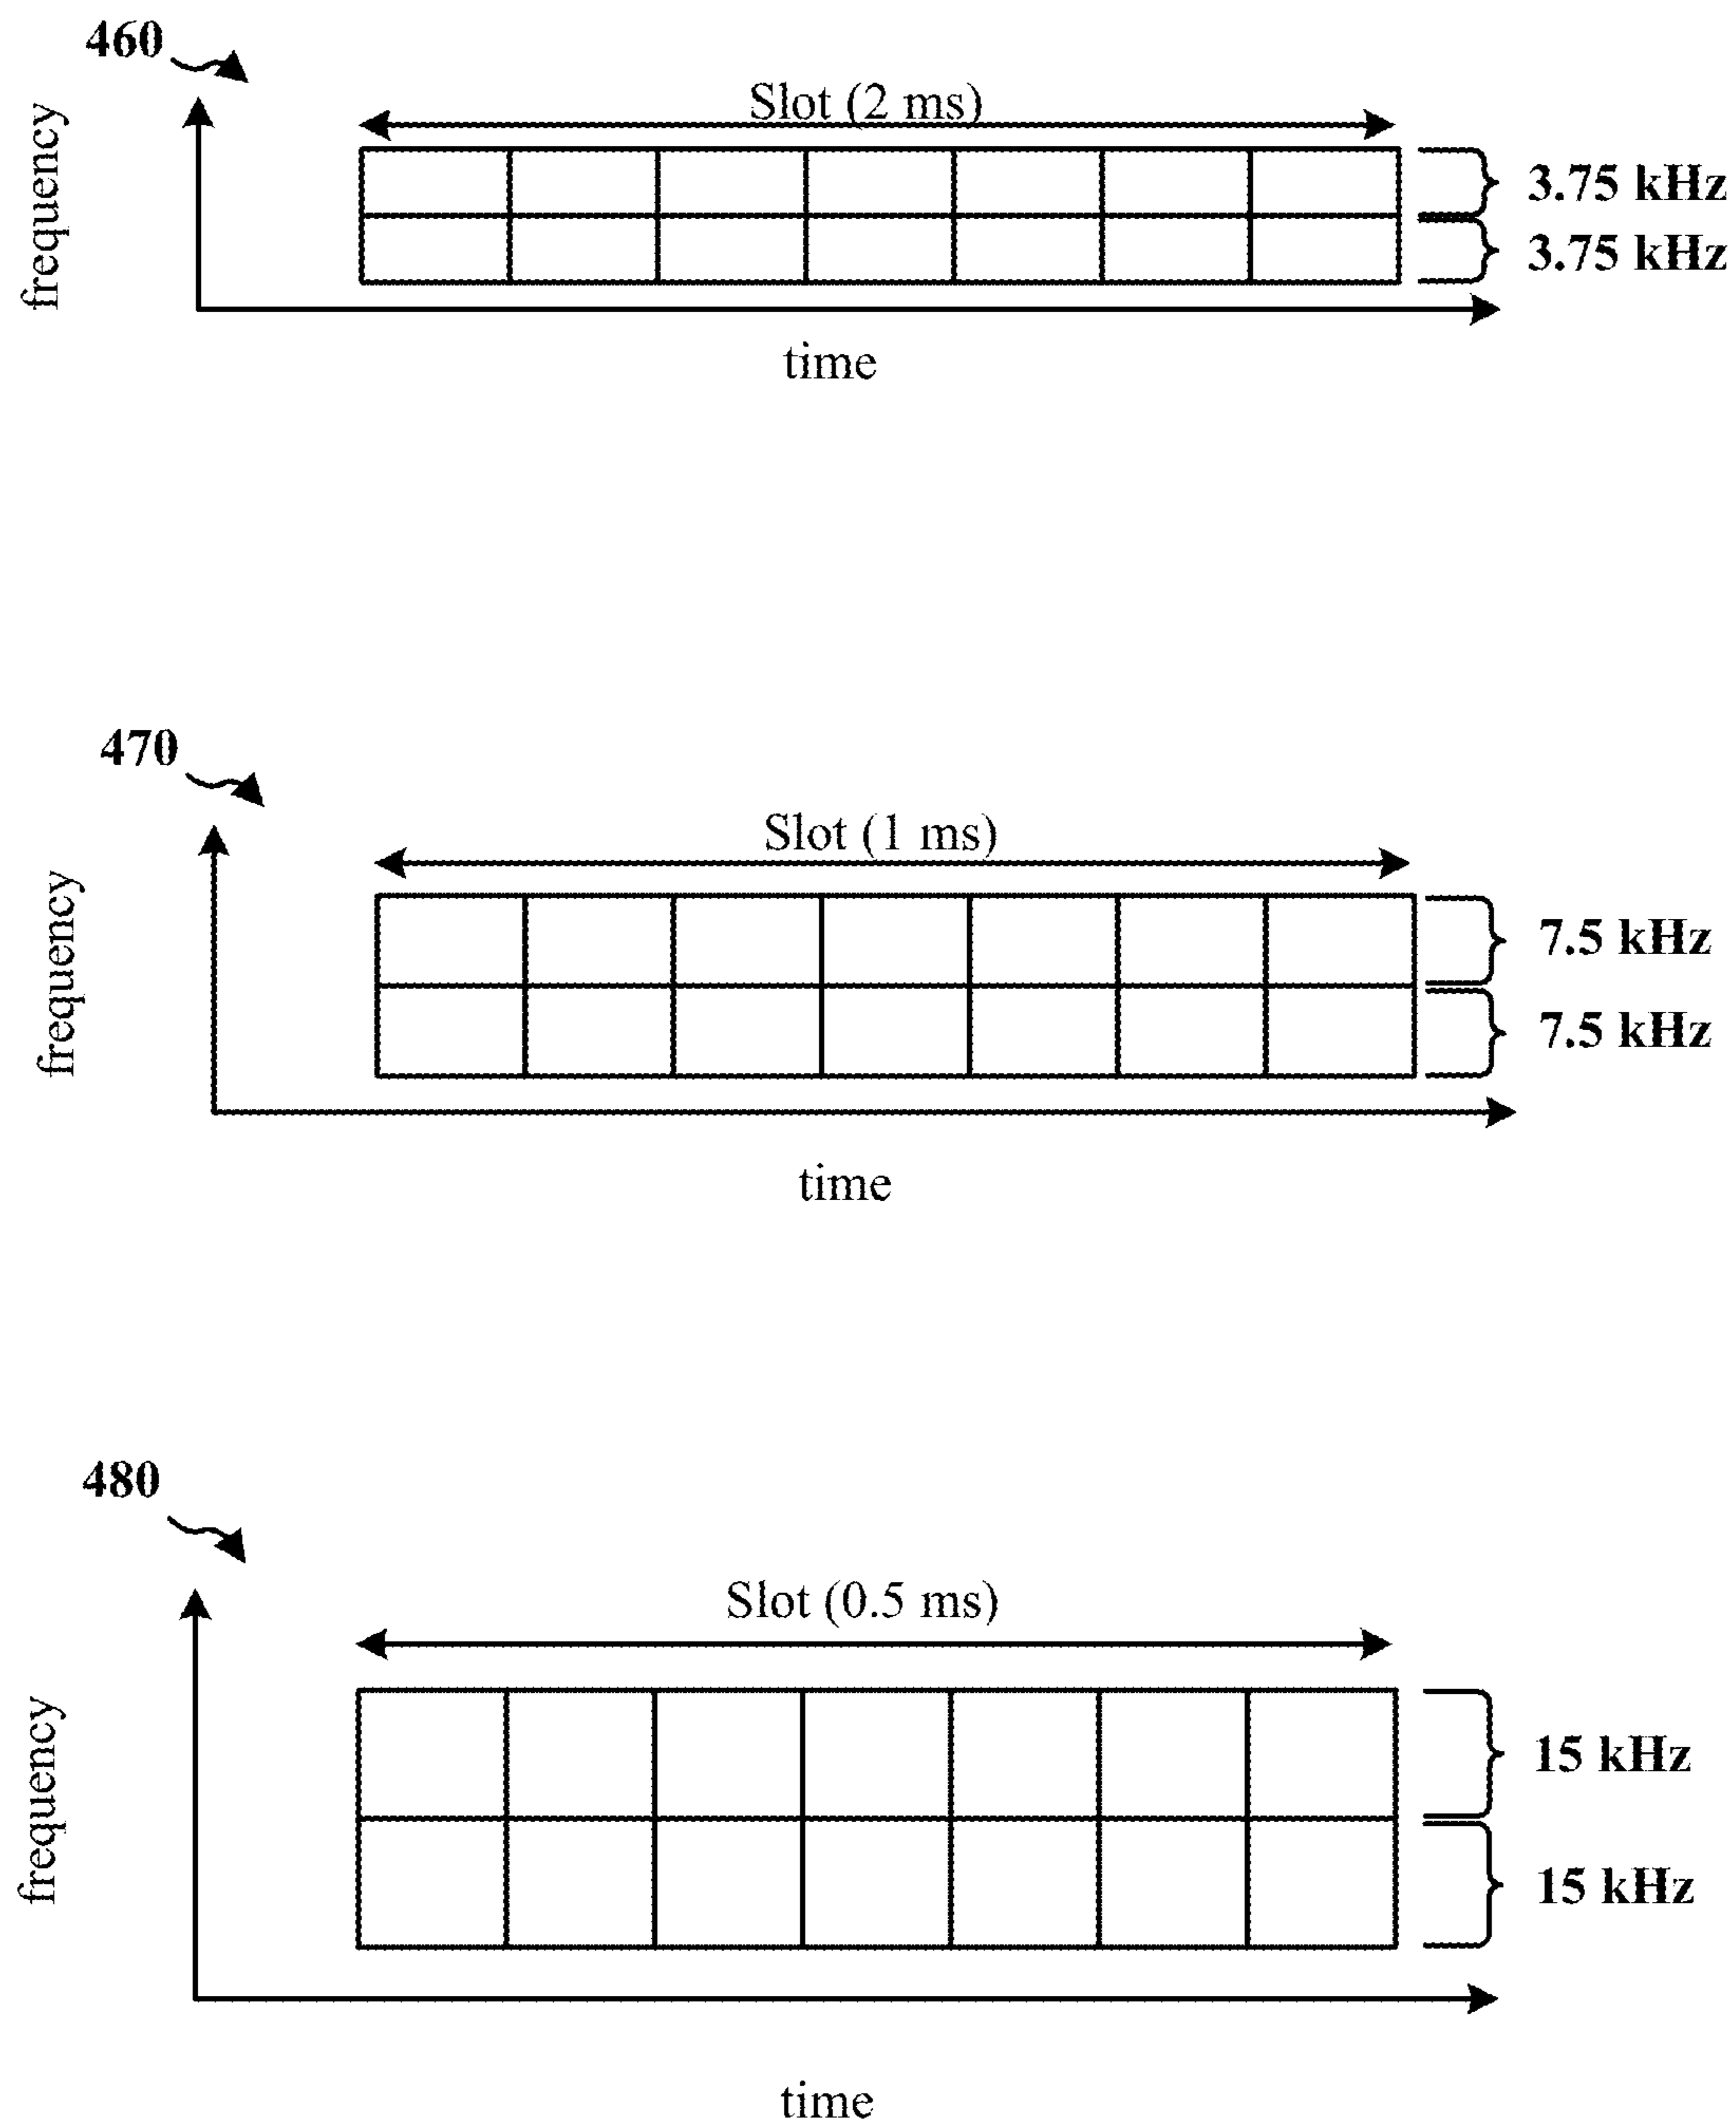 460
Slot (2 ms)
frequency
3.75 kHz
3.75 kHz
time
470
Slot (1 ms)
frequency
7.5 kHz
7.5 kHz
time
480
Slot (0.5 ms)
frequency
15 kHz
15 kHz
time